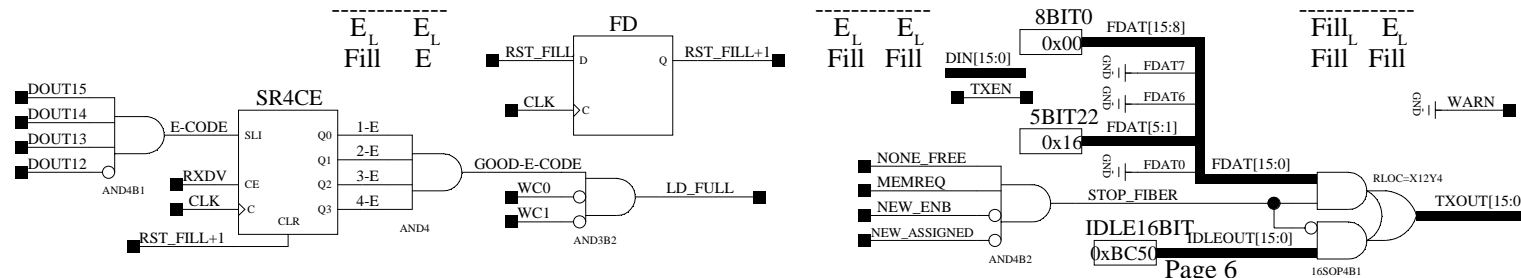 E_L E_L
Fill E
FD
RST_FILL
D
Q
RST_FILL+1
CLK
C
DOUT15
DOUT14
DOUT13
DOUT12
AND4B1
E-CODE
SR4CE
SLI
CE
C
CLR
Q0
Q1
Q2
Q3
RXDV
CLK
RST_FILL+1
1-E
2-E
3-E
4-E
AND4
GOOD-E-CODE
WC0
WC1
AND3B2
LD_FULL
E_L E_L
Fill Fill
DIN[15:0]
TXEN
8BIT0
0x00
FDAT[15:8]
GND
FDAT7
GND
FDAT6
5BIT22
0x16
FDAT[5:1]
GND
FDAT0
FDAT[15:0]
Fill_L E_L
Fill Fill
GND
WARN
NONE_FREE
MEMREQ
NEW_ENB
NEW_ASSIGNED
AND4B2
STOP_FIBER
IDLE16BIT
0xBC50
IDLEOUT[15:0]
RLOC=X12Y4
TXOUT[15:0
16SOP4B1
Page 6